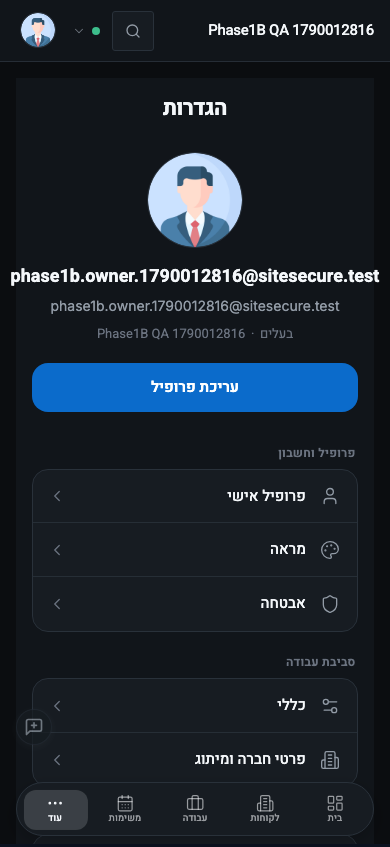 Phase1B QA 1790012816
הגדרות
phase1b.owner.1790012816@sitesecure.test
phase1b.owner.1790012816@sitesecure.test
בעלים · Phase1B QA 1790012816
עריכת פרופיל
פרופיל וחשבון
פרופיל אישי
מראה
אבטחה
סביבת עבודה
כללי
פרטי חברה ומיתוג
בית
לקוחות
עבודה
משימות
עוד